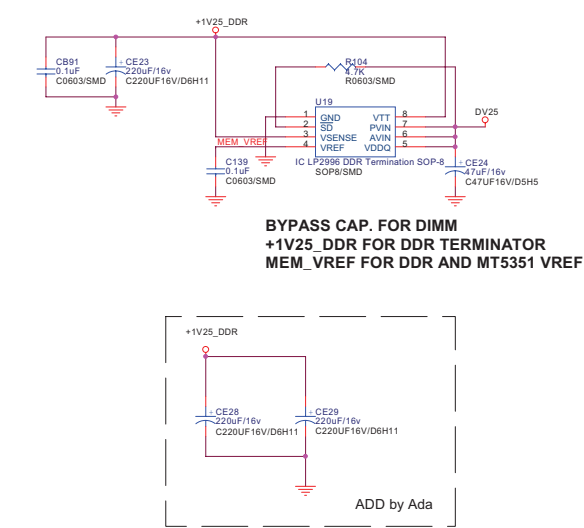 +1V25_DDR
CB91
0.1uF
C0603/SMD
+ CE23
220uF/16v
C220UF16V/D6H11
R104
4.7K
R0603/SMD
U19
1 GND VTT 8
2 SD PVIN 7
3 VSENSE AVIN 6
4 VREF VDDQ 5
DV25
MEM_VREF
IC LP2996 DDR Termination SOP-8
SOP8/SMD
C139
0.1uF
C0603/SMD
+ CE24
47uF/16v
C47UF16V/D5H5
BYPASS CAP. FOR DIMM
+1V25_DDR FOR DDR TERMINATOR
MEM_VREF FOR DDR AND MT5351 VREF
+1V25_DDR
+ CE28
220uF/16v
C220UF16V/D6H11
+ CE29
220uF/16v
C220UF16V/D6H11
ADD by Ada